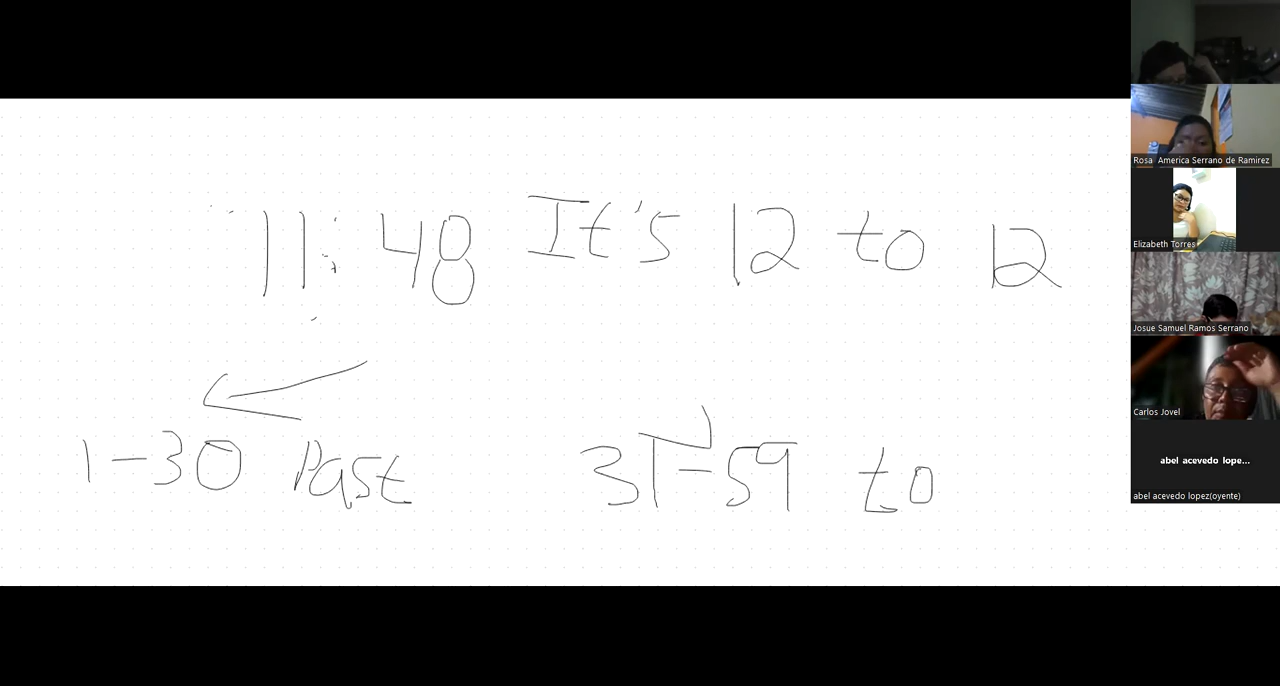 11:48 It's 12 to 12
1-30 Past
31-59 to
Rosa America Serrano de Ramirez
Elizabeth Torres
Josue Samuel Ramos Serrano
Carlos Jovel
abel acevedo lope...
abel acevedo lopez(oyente)